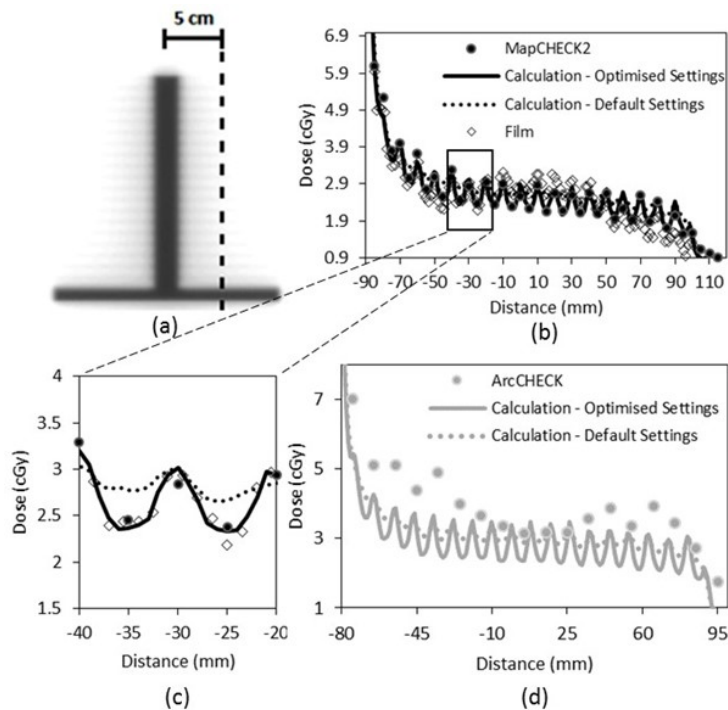 5 cm
(a)
6.9
5.9
4.9
3.9
2.9
1.9
0.9
Dose (cGy)
MapCHECK2
Calculation - Optimised Settings
Calculation - Default Settings
Film
-90 -70 -50 -30 -10 10 30 50 70 90 110
Distance (mm)
(b)
4
3.5
3
2.5
2
1.5
Dose (cGy)
-40 -35 -30 -25 -20
Distance (mm)
(c)
7
5
3
1
Dose (cGy)
ArcCHECK
Calculation - Optimised Settings
Calculation - Default Settings
-80 -45 -10 25 60 95
Distance (mm)
(d)